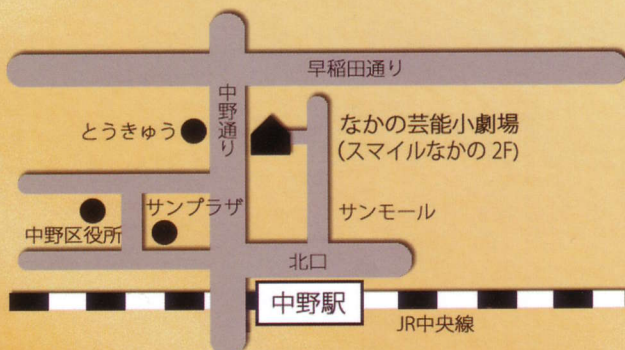 早稲田通り
中野通り
とうきゅう
なかの芸能小劇場
(スマイルなかの 2F)
サンプラザ
サンモール
中野区役所
北口
中野駅
JR中央線